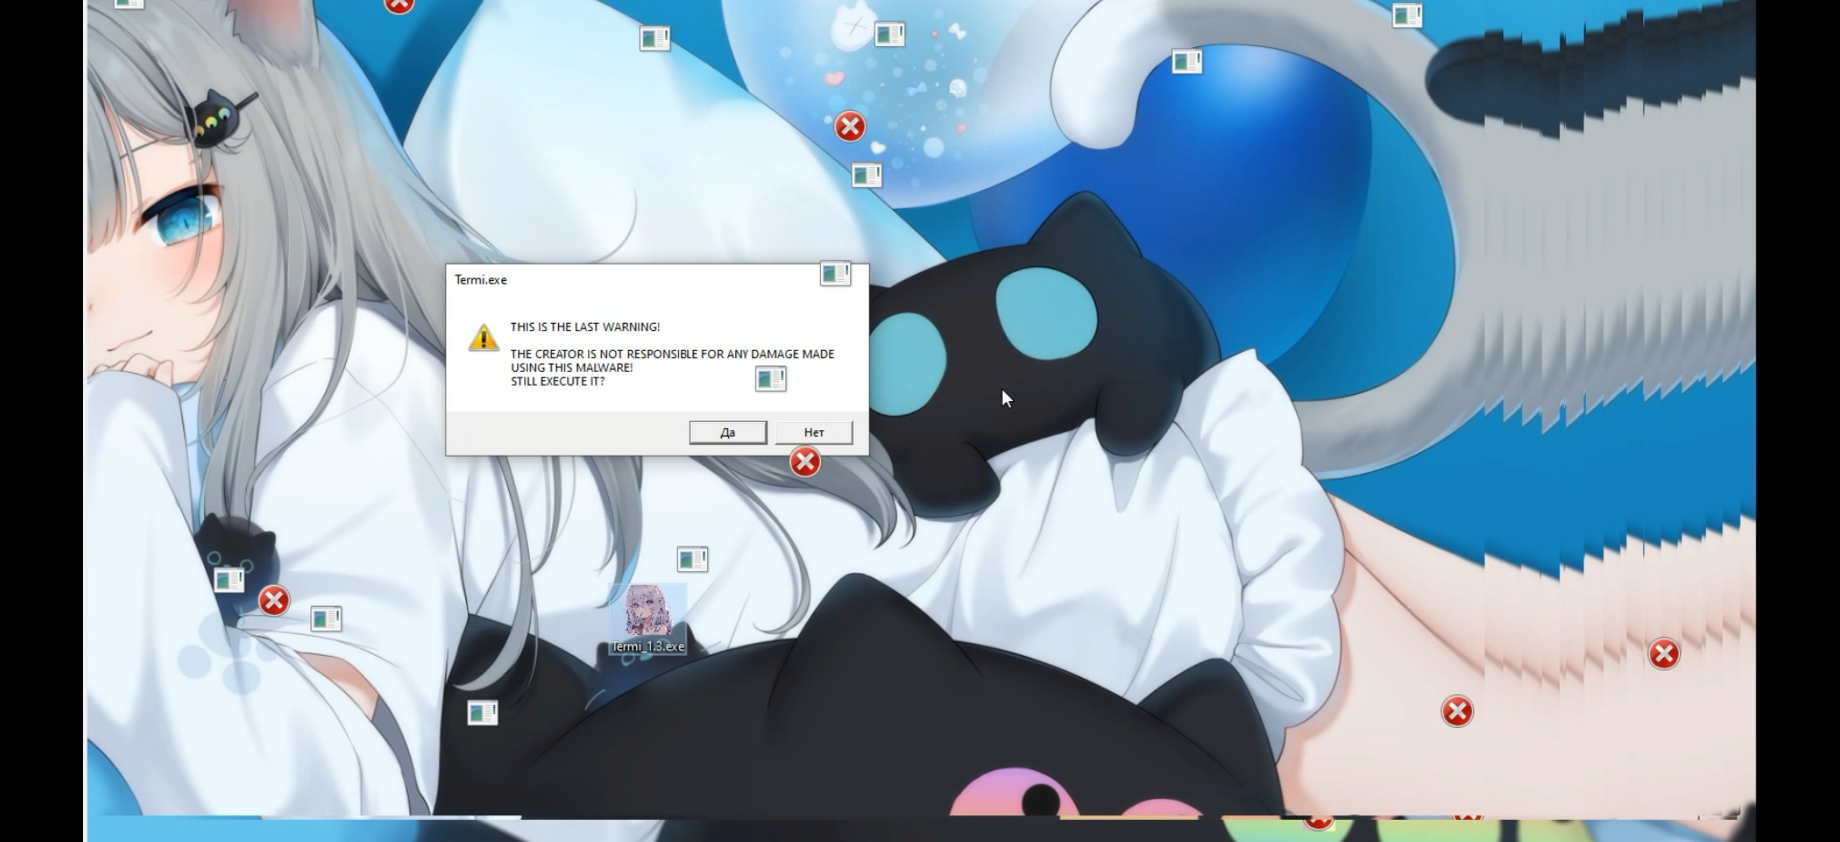 Termi.exe
THIS IS THE LAST WARNING!
THE CREATOR IS NOT RESPONSIBLE FOR ANY DAMAGE MADE
USING THIS MALWARE!
STILL EXECUTE IT?
Да
Нет
Termi_1.3.exe